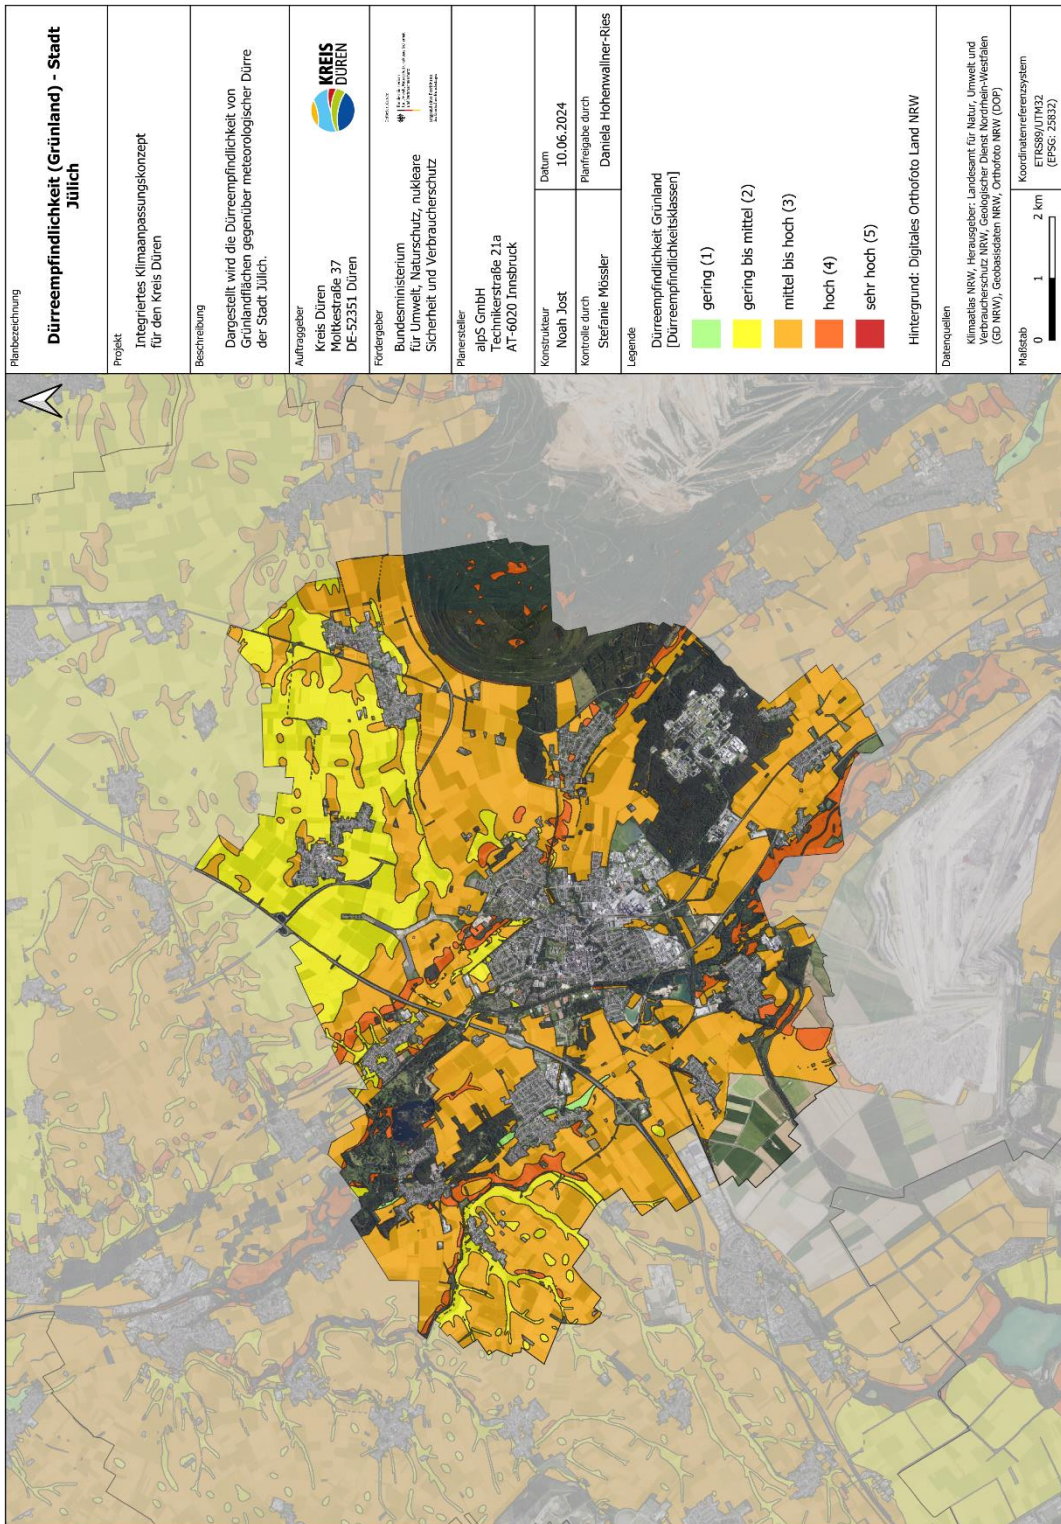 Planbezeichnung
Dürreempfindlichkeit (Grünland) - Stadt
Jülich
Projekt
Integriertes Klimaanpassungskonzept
für den Kreis Düren
Beschreibung
Dargestellt wird die Dürreempfindlichkeit von
Grünlandflächen gegenüber meteorologischer Dürre
der Stadt Jülich.
Auftraggeber
Kreis Düren
Moltkestraße 37
DE-52351 Düren
KREIS
DÜREN
Fördergeber
Bundesministerium
für Umwelt, Naturschutz, nukleare
Sicherheit und Verbraucherschutz
Planersteller
alpS GmbH
Technikerstraße 21a
AT-6020 Innsbruck
Konstrukteur
Noah Jost
Datum
10.06.2024
Kontrolle durch
Stefanie Mössler
Planfreigabe durch
Daniela Hohenwallner-Ries
Legende
Dürreempfindlichkeit Grünland
[Dürreempfindlichkeitsklassen]
gering (1)
gering bis mittel (2)
mittel bis hoch (3)
hoch (4)
sehr hoch (5)
Hintergrund: Digitales Orthofoto Land NRW
Datenquellen
Klimaatlas NRW, Herausgeber: Landesamt für Natur, Umwelt und
Verbraucherschutz NRW, Geologischer Dienst Nordrhein-Westfalen
(GD NRW), Geobasisdaten NRW, Orthofoto NRW (DOP)
Maßstab
0 1 2 km
Koordinatenreferenzsystem
ETRS89/UTM32
(EPSG: 25832)